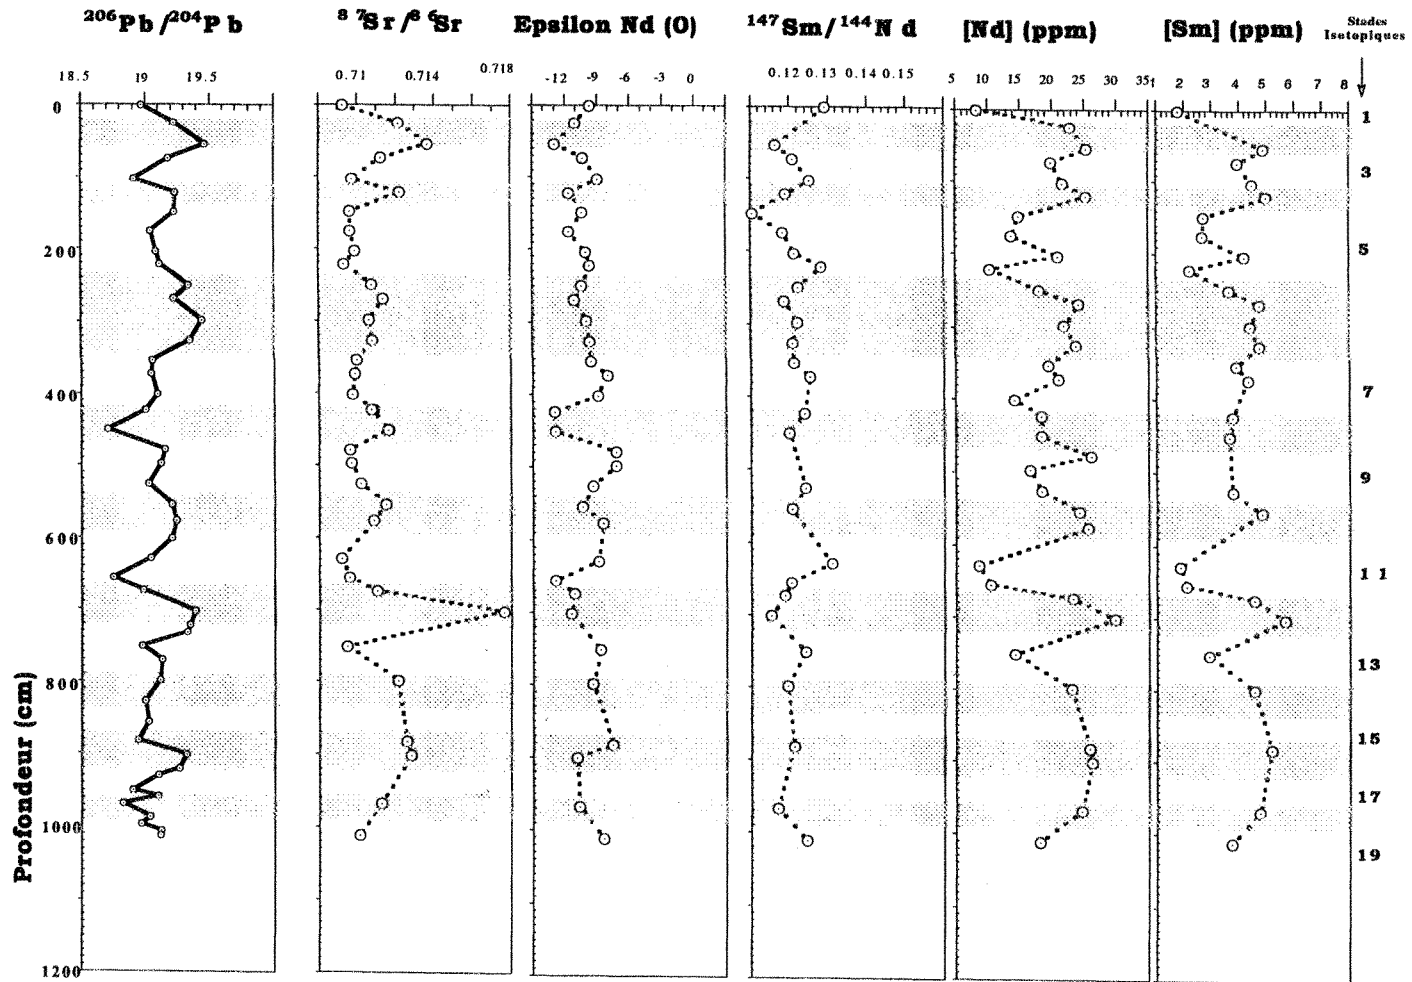 ²⁰⁶Pb/²⁰⁴Pb ⁸⁷Sr/⁸⁶Sr Epsilon Nd (O) ¹⁴⁷Sm/¹⁴⁴Nd [Nd] (ppm) [Sm] (ppm) Stades
Isotopiques
18.5 19 19.5 0.71 0.714 0.718 -12 -9 -6 -3 0 0.12 0.13 0.14 0.15 5 10 15 20 25 30 35 1 2 3 4 5 6 7 8
0 1
3
200 5
400 7
9
600 11
13
800 15
17
1000 19
1200
Profondeur (cm)